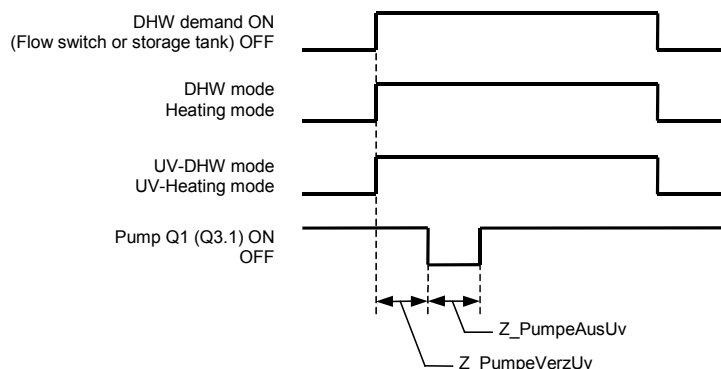 DHW demand ON
(Flow switch or storage tank) OFF
DHW mode
Heating mode
UV-DHW mode
UV-Heating mode
Pump Q1 (Q3.1) ON
OFF
Z_PumpeAusUv
Z_PumpeVerzUv